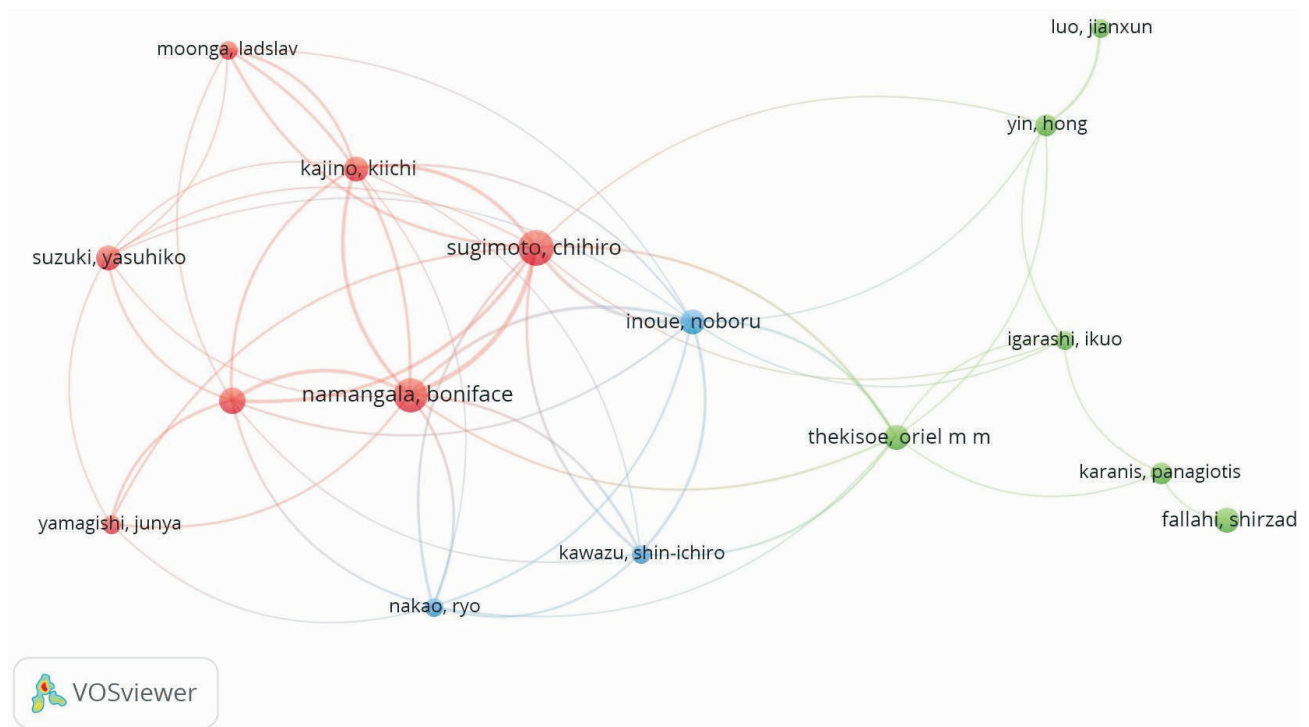 moonga, ladslav
luo, jianxun
yin, hong
kajino, kiichi
sugimoto, chihiro
suzuki, yasuhiko
inoue, noboru
igarashi, ikuo
namangala, boniface
thekisoe, oriel m m
karanis, panagiotis
fallahi, shirzad
yamagishi, junya
kawazu, shin-ichiro
nakao, ryo
VOSviewer